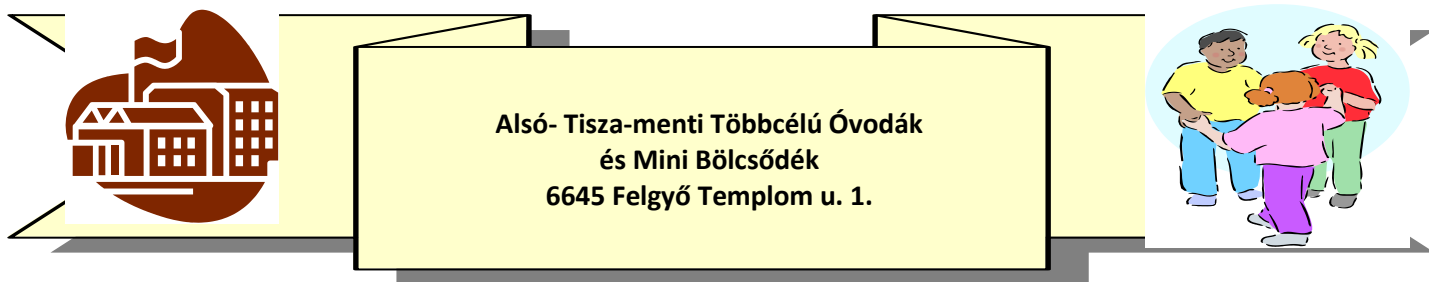 Alsó- Tisza-menti Többcélú Óvodák
és Mini Bölcsődék
6645 Felgyő Templom u. 1.